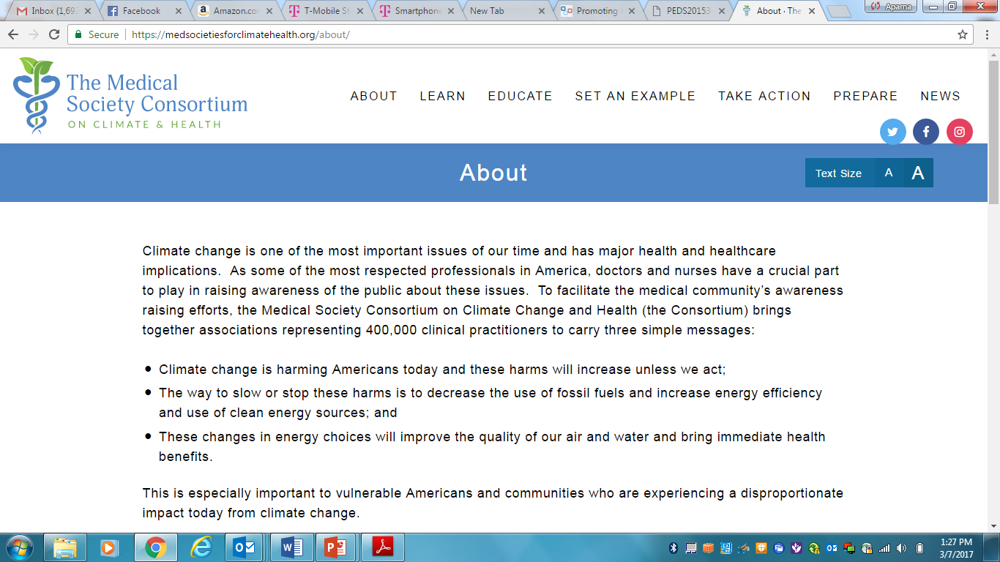 Inbox (1,693
Facebook
Amazon.co
T-Mobile St
Smartphone
New Tab
Promoting
PEDS20153
About · The
Aparna
Secure
https://medsocietiesforclimatehealth.org/about/
The Medical
Society Consortium
ON CLIMATE & HEALTH
ABOUT LEARN EDUCATE SET AN EXAMPLE TAKE ACTION PREPARE NEWS
About
Text Size A A
Climate change is one of the most important issues of our time and has major health and healthcare
implications. As some of the most respected professionals in America, doctors and nurses have a crucial part
to play in raising awareness of the public about these issues. To facilitate the medical community's awareness
raising efforts, the Medical Society Consortium on Climate Change and Health (the Consortium) brings
together associations representing 400,000 clinical practitioners to carry three simple messages:
• Climate change is harming Americans today and these harms will increase unless we act;
• The way to slow or stop these harms is to decrease the use of fossil fuels and increase energy efficiency
and use of clean energy sources; and
• These changes in energy choices will improve the quality of our air and water and bring immediate health
benefits.
This is especially important to vulnerable Americans and communities who are experiencing a disproportionate
impact today from climate change.
1:27 PM
3/7/2017